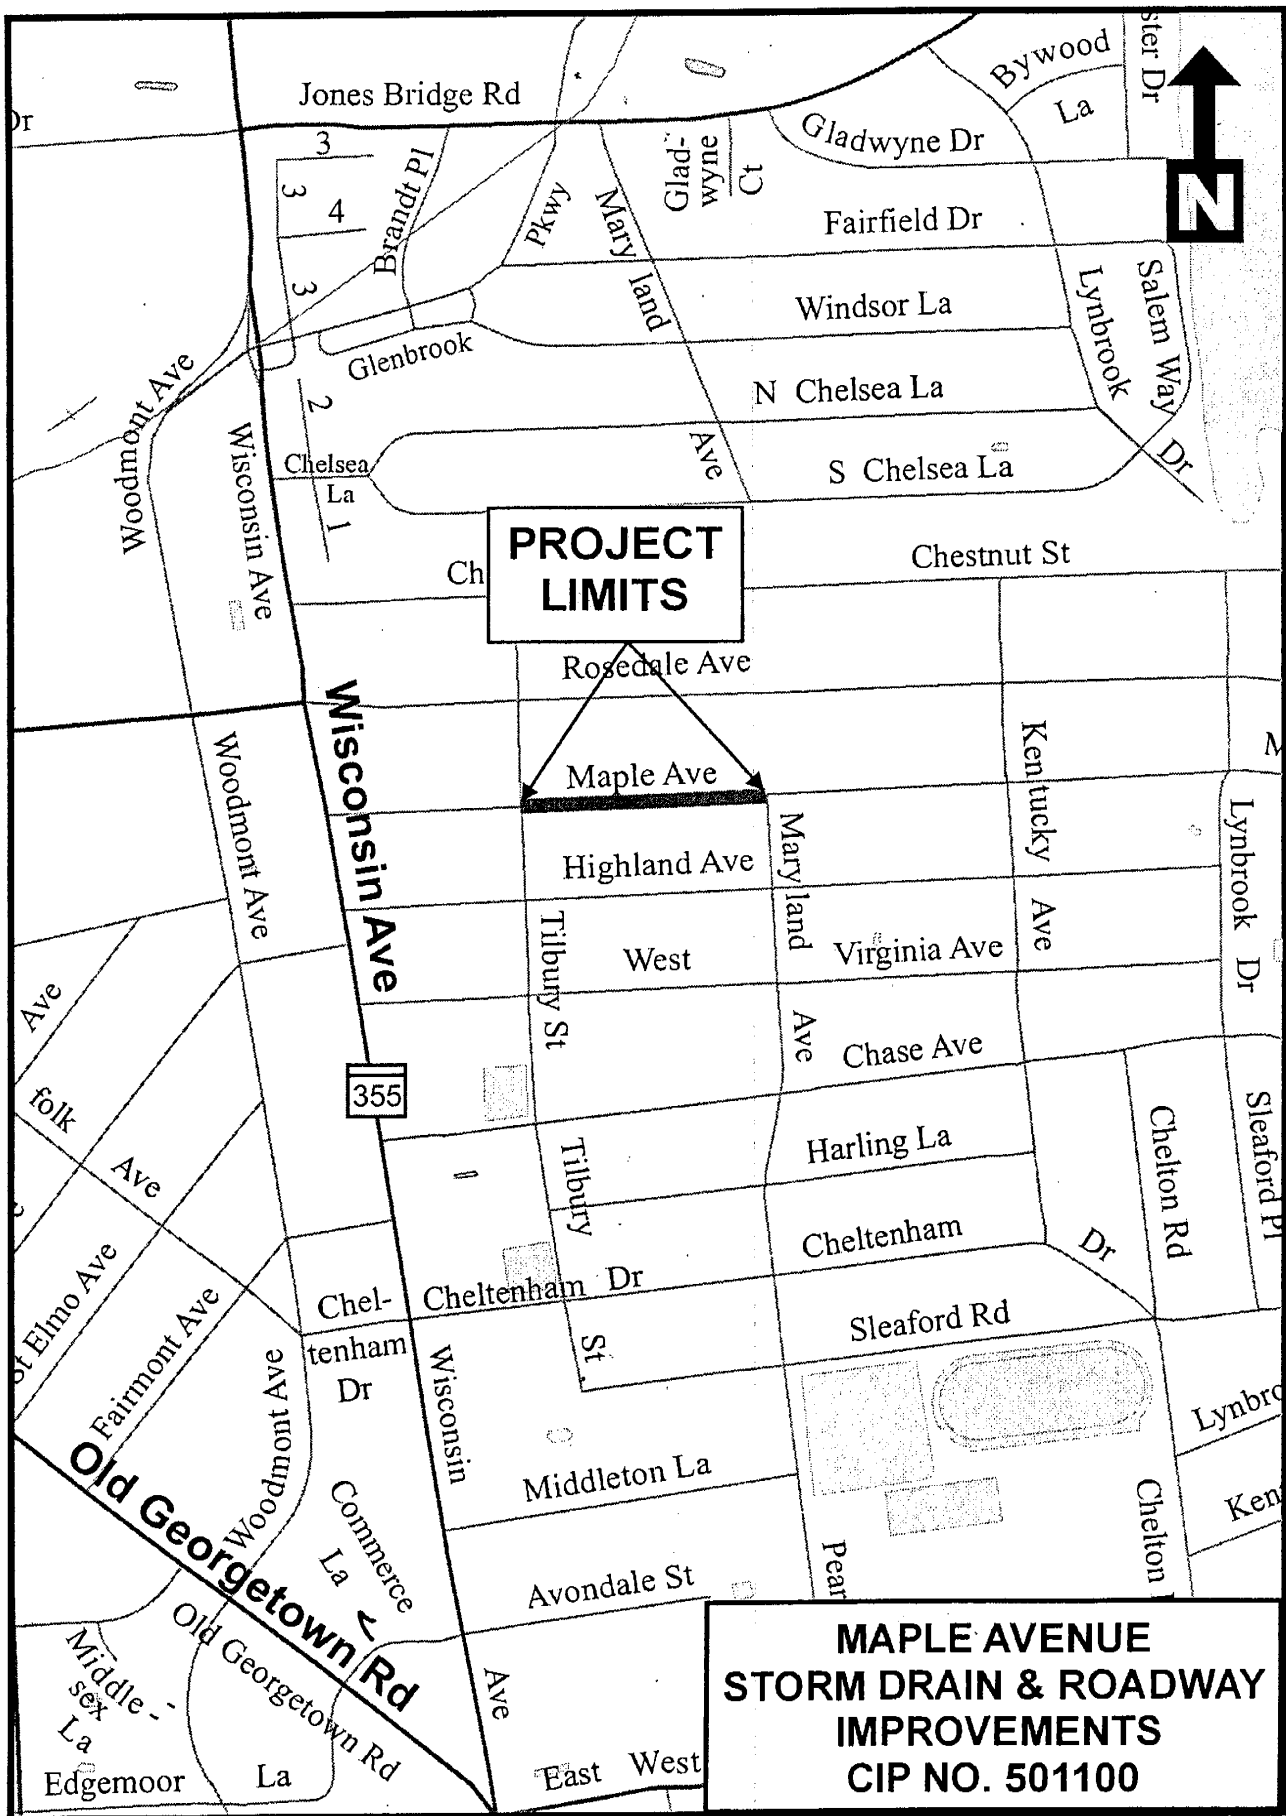 Jones Bridge Rd
Dr
3
3
4
3
Brandt Pl
Pkwy
Mary
land
Glad-
wyne
Ct
Gladwyne Dr
Bywood
La
ster Dr
N
Fairfield Dr
Windsor La
Lynbrook
Salem Way
Glenbrook
Woodmont Ave
Wisconsin Ave
2
N Chelsea La
Chelsea
La
1
Ave
S Chelsea La
Dr
PROJECT
LIMITS
Ch
Chestnut St
Rosedale Ave
Wisconsin Ave
Woodmont Ave
Maple Ave
Kentucky
M
Highland Ave
Mary land
Lynbrook
Tilbury St
West
Virginia Ave
Ave
Dr
Ave
Ave
Chase Ave
355
folk
Ave
Tilbury
Harling La
Chelton Rd
Sleaford Pl
St Elmo Ave
Fairmont Ave
Cheltenham
Dr
Chel-
tenham
Dr
Cheltenham Dr
Sleaford Rd
St
Woodmont Ave
Wisconsin
Lynbro
Old Georgetown Rd
Commerce
La
Middleton La
Chelton
Ken
Avondale St
Pear
<
Middle-
sex
La
Old Georgetown Rd
Ave
Edgemoor
La
East West
MAPLE AVENUE
STORM DRAIN & ROADWAY
IMPROVEMENTS
CIP NO. 501100